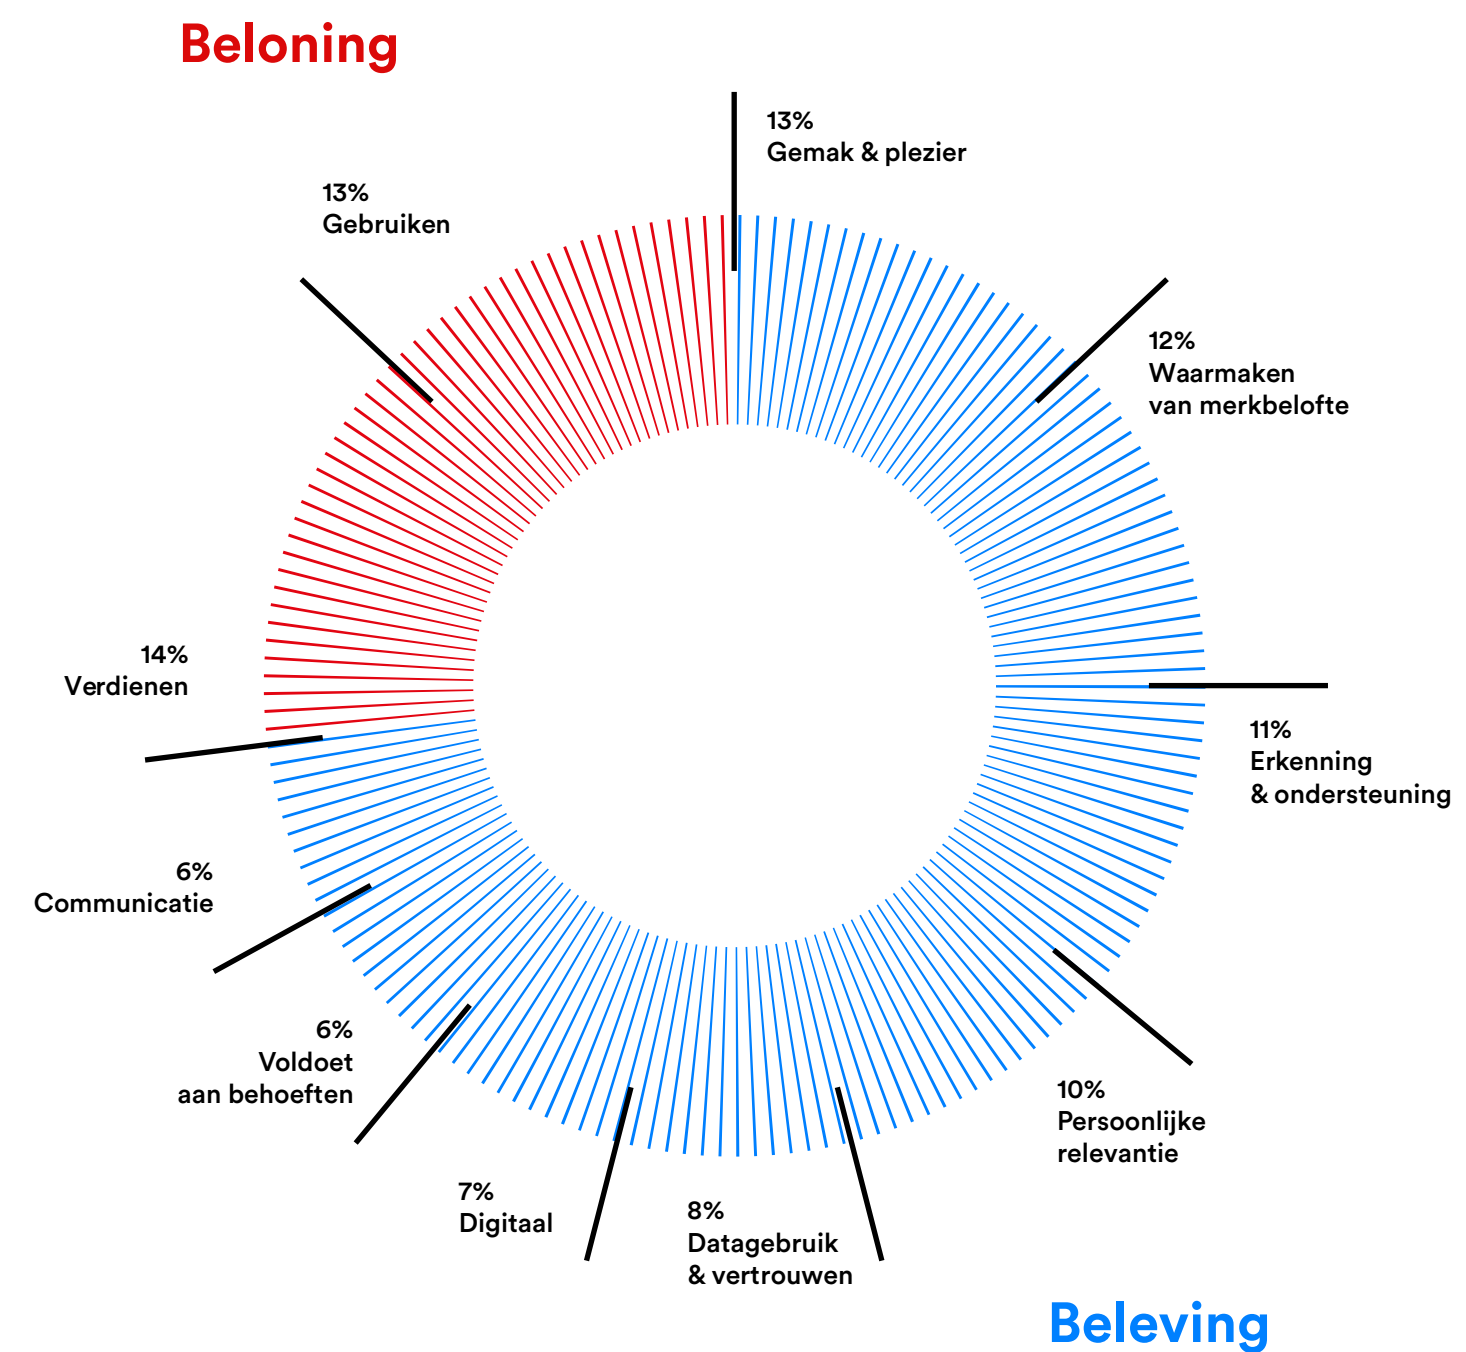 Beloning
13%
Gemak & plezier
13%
Gebruiken
12%
Waarmaken
van merkbelofte
14%
Verdienen
11%
Erkenning
& ondersteuning
6%
Communicatie
6%
Voldoet
aan behoeften
10%
Persoonlijke
relevantie
7%
Digitaal
8%
Datagebruik
& vertrouwen
Beleving